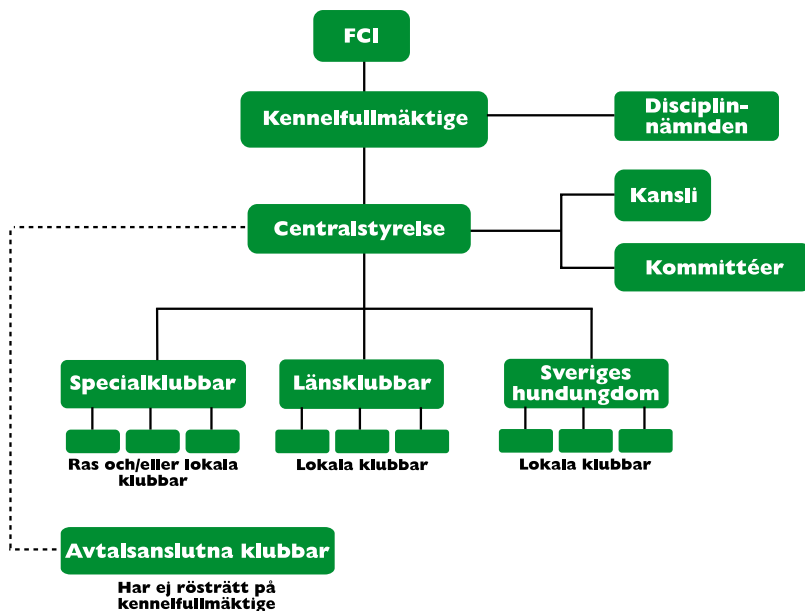 FCI
Kennelfullmäktige
Disciplin-
nämnden
Kansli
Centralstyrelse
Kommittéer
Specialklubbar
Länsklubbar
Sveriges
hundungdom
Ras och/eller lokala
klubbar
Lokala klubbar
Lokala klubbar
Avtalsanslutna klubbar
Har ej rösträtt på
kennelfullmäktige